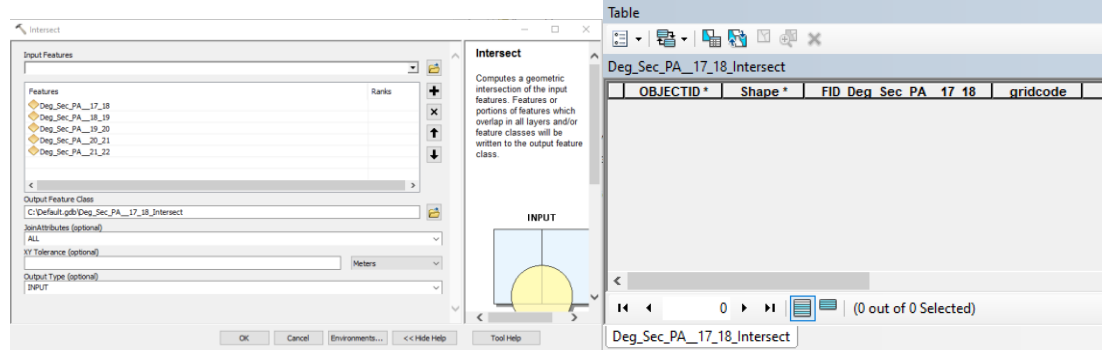 Intersect
Input Features
Features
Ranks
Deg_Sec_PA__17_18
Deg_Sec_PA__18_19
Deg_Sec_PA__19_20
Deg_Sec_PA__20_21
Deg_Sec_PA__21_22
Output Feature Class
C:\Default.gdb\Deg_Sec_PA__17_18_Intersect
JoinAttributes (optional)
ALL
XY Tolerance (optional)
Meters
Output Type (optional)
INPUT
OK
Cancel
Environments...
<< Hide Help
Tool Help
Intersect
Computes a geometric
intersection of the input
features. Features or
portions of features which
overlap in all layers and/or
feature classes will be
written to the output feature
class.
INPUT
Table
Deg_Sec_PA__17_18_Intersect
OBJECTID *
Shape *
FID_Deg_Sec_PA__17_18
gridcode
0
(0 out of 0 Selected)
Deg_Sec_PA__17_18_Intersect